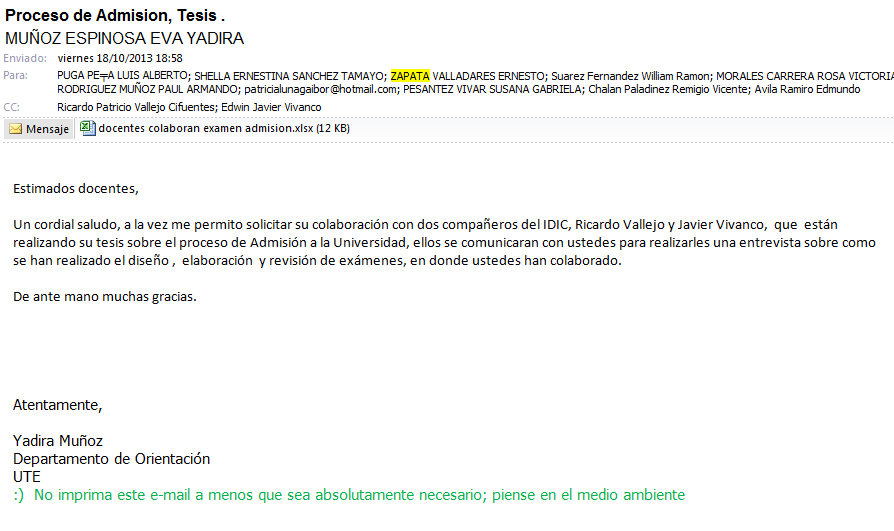 Proceso de Admision, Tesis .
MUÑOZ ESPINOSA EVA YADIRA
Enviado: viernes 18/10/2013 18:58
Para: PUGA PE╤A LUIS ALBERTO; SHELLA ERNESTINA SANCHEZ TAMAYO; ZAPATA VALLADARES ERNESTO; Suarez Fernandez William Ramon; MORALES CARRERA ROSA VICTORIA
RODRIGUEZ MUÑOZ PAUL ARMANDO; patricialunagaibor@hotmail.com; PESANTEZ VIVAR SUSANA GABRIELA; Chalan Paladinez Remigio Vicente; Avila Ramiro Edmundo
CC: Ricardo Patricio Vallejo Cifuentes; Edwin Javier Vivanco
Mensaje docentes colaboran examen admision.xlsx (12 KB)
Estimados docentes,
Un cordial saludo, a la vez me permito solicitar su colaboración con dos compañeros del IDIC, Ricardo Vallejo y Javier Vivanco, que están
realizando su tesis sobre el proceso de Admisión a la Universidad, ellos se comunicaran con ustedes para realizarles una entrevista sobre como
se han realizado el diseño , elaboración y revisión de exámenes, en donde ustedes han colaborado.
De ante mano muchas gracias.
Atentamente,
Yadira Muñoz
Departamento de Orientación
UTE
:) No imprima este e-mail a menos que sea absolutamente necesario; piense en el medio ambiente